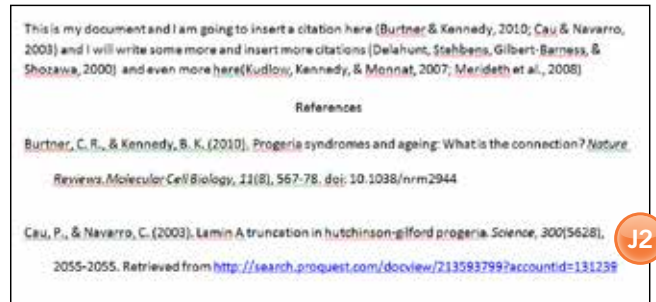 This is my document and I am going to insert a citation here (Burtner & Kennedy, 2010; Cau & Navarro,
2003) and I will write some more and insert more citations (Delahunt, Stehbens, Gilbert-Barness, &
Shozawa, 2000)  and even more here(Kudlow, Kennedy, & Monnat, 2007; Merideth et al., 2008)
References
Burtner, C. R., & Kennedy, B. K. (2010). Progeria syndromes and ageing: What is the connection? Nature
Reviews.Molecular Cell Biology, 11(8), 567-78. doi: 10.1038/nrm2944
Cau, P., & Navarro, C. (2003). Lamin A truncation in hutchinson-gilford progeria. Science, 300(5628),
2055-2055. Retrieved from http://search.proquest.com/docview/213593799?accountid=131239
J2